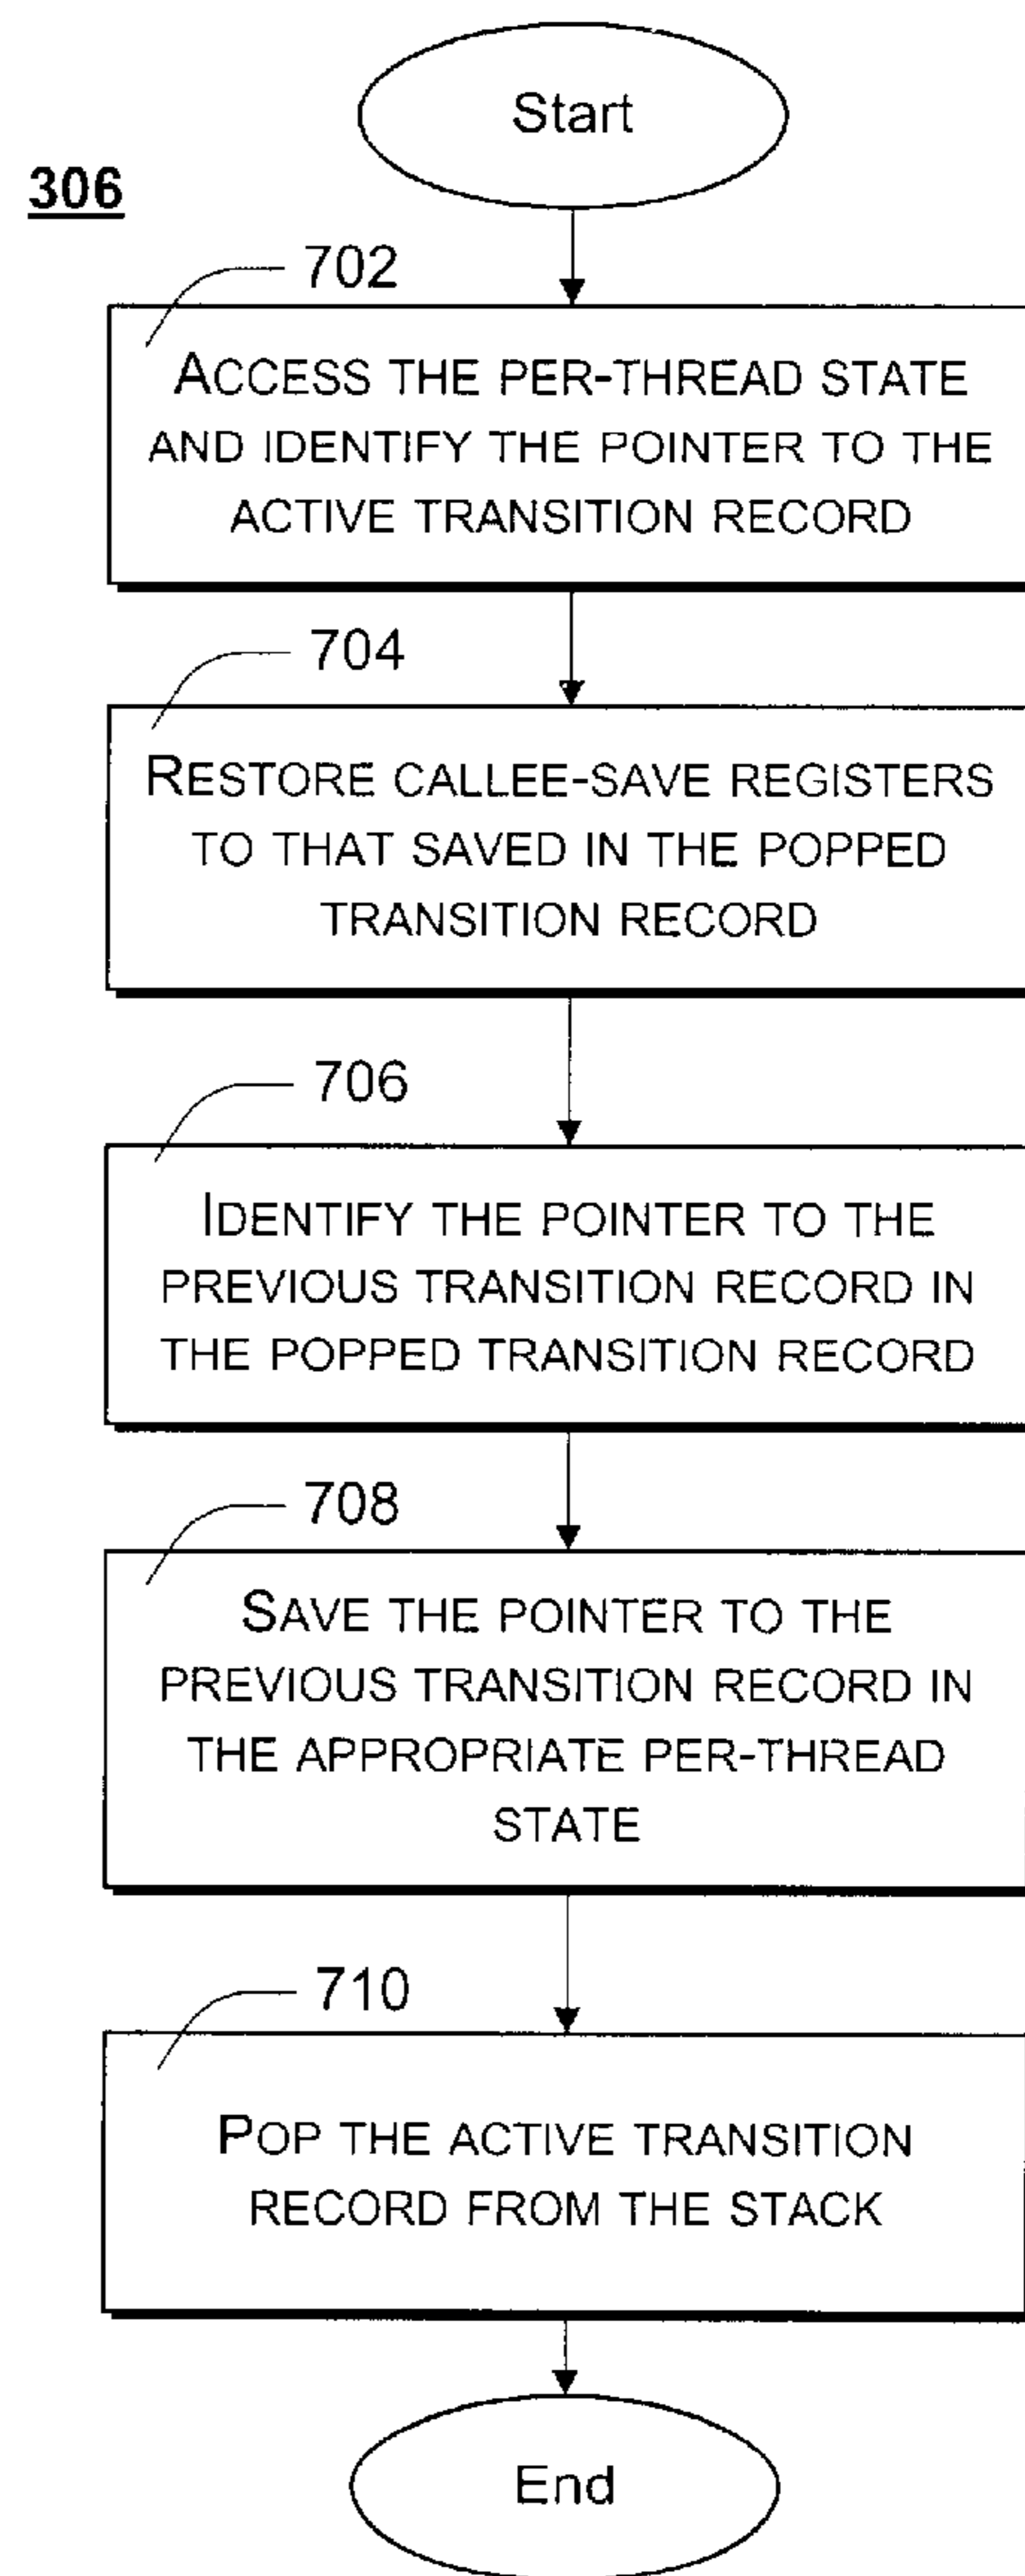 Start
306
702
ACCESS THE PER-THREAD STATE
AND IDENTIFY THE POINTER TO THE
ACTIVE TRANSITION RECORD
704
RESTORE CALLEE-SAVE REGISTERS
TO THAT SAVED IN THE POPPED
TRANSITION RECORD
706
IDENTIFY THE POINTER TO THE
PREVIOUS TRANSITION RECORD IN
THE POPPED TRANSITION RECORD
708
SAVE THE POINTER TO THE
PREVIOUS TRANSITION RECORD IN
THE APPROPRIATE PER-THREAD
STATE
710
POP THE ACTIVE TRANSITION
RECORD FROM THE STACK
End